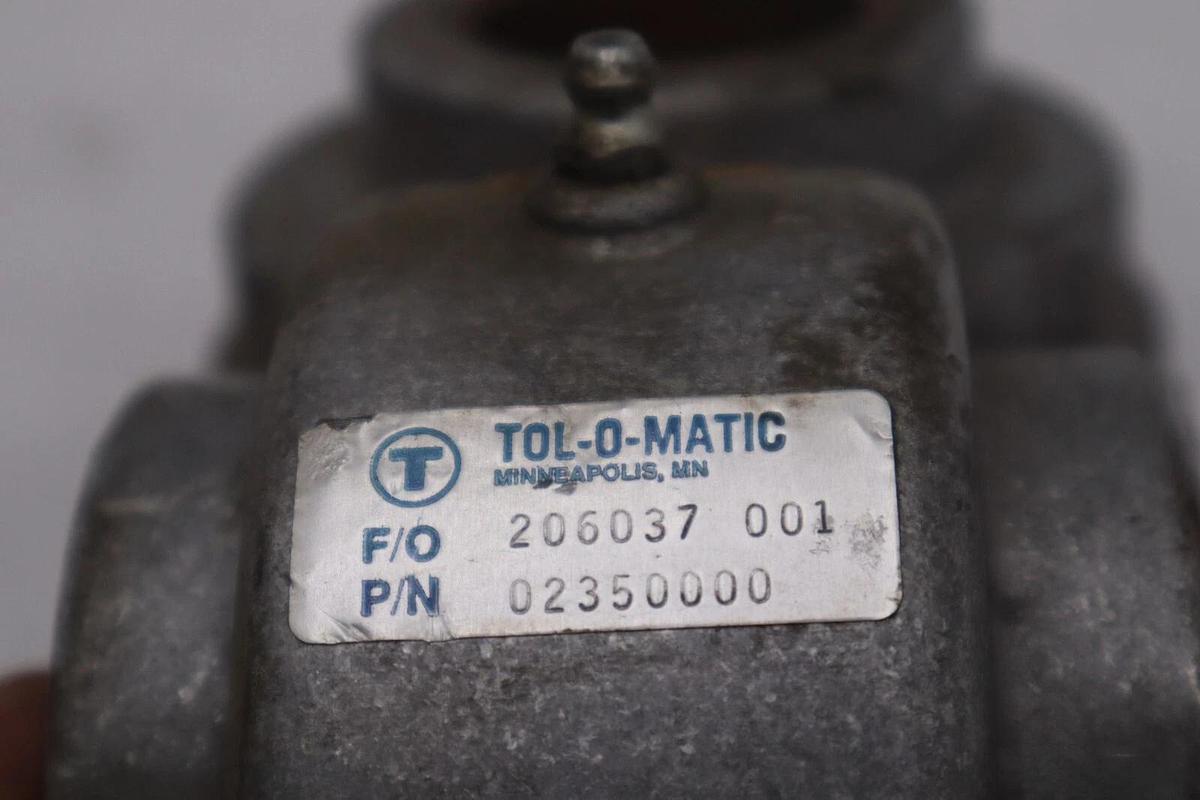 T TOL-O-MATIC
MINNEAPOLIS, MN
F/O 206037 001
P/N 02350000